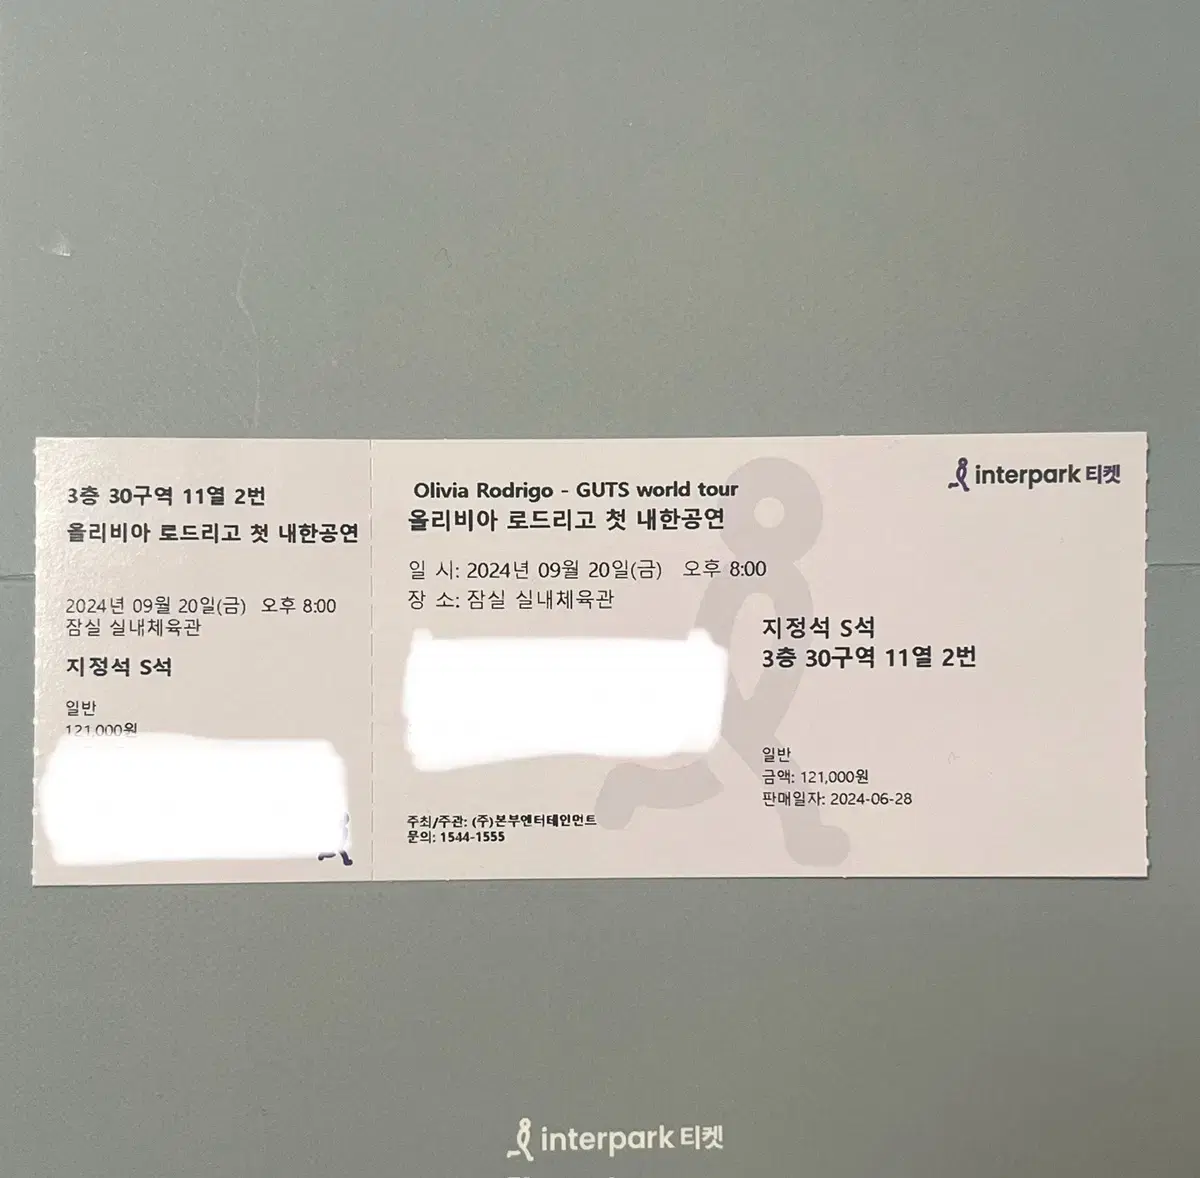 3층 30구역 11열 2번
올리비아 로드리고 첫 내한공연
2024년 09월 20일(금) 오후 8:00
잠실 실내체육관
지정석 S석
일반
121,000원
interpark 티켓
Olivia Rodrigo - GUTS world tour
올리비아 로드리고 첫 내한공연
일 시: 2024년 09월 20일(금) 오후 8:00
장 소: 잠실 실내체육관
지정석 S석
3층 30구역 11열 2번
일반
금액: 121,000원
판매일자: 2024-06-28
주최/주관: (주)본부엔터테인먼트
문의: 1544-1555
interpark 티켓